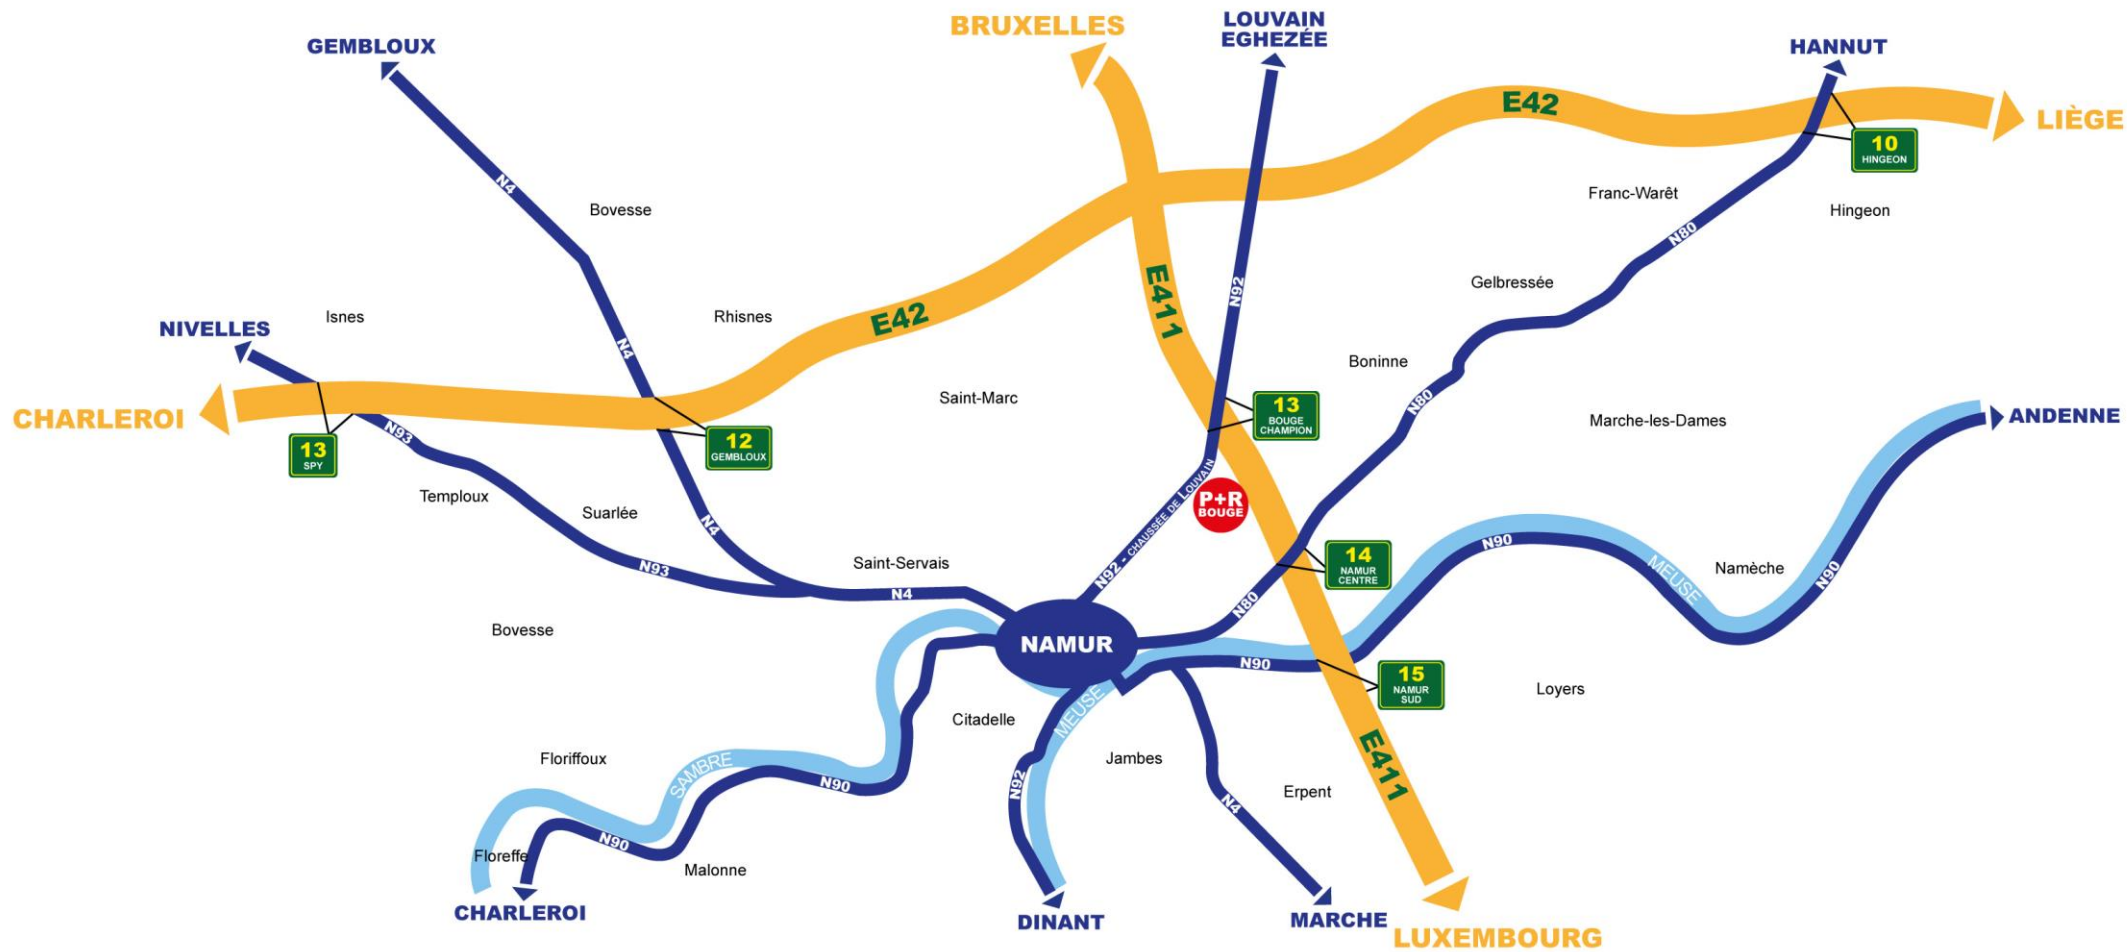 BRUXELLES
LOUVAIN
EGHEZÉE
GEMBLOUX
HANNUT
E42
LIÈGE
10
HINGEON
N4
Bovesse
Franc-Warêt
Hingeon
N80
E411
N92
Gelbressée
Isnes
Rhisnes
E42
NIVELLES
N4
Boninne
CHARLEROI
Saint-Marc
13
BOUGE
CHAMPION
N80
Marche-les-Dames
ANDENNE
N93
13
SPY
12
GEMBLOUX
Temploux
Suarlée
N4
P+R
BOUGE
N92 - CHAUSSÉE DE LOUVAIN
N93
Saint-Servais
N4
14
NAMUR
CENTRE
N90
MEUSE
Namèche
N90
N80
Bovesse
NAMUR
N90
15
NAMUR
SUD
Loyers
Citadelle
MEUSE
Floriffoux
SAMBRE
N90
N92
Jambes
E411
Erpent
N4
N90
Floreffe
Malonne
CHARLEROI
DINANT
MARCHE
LUXEMBOURG